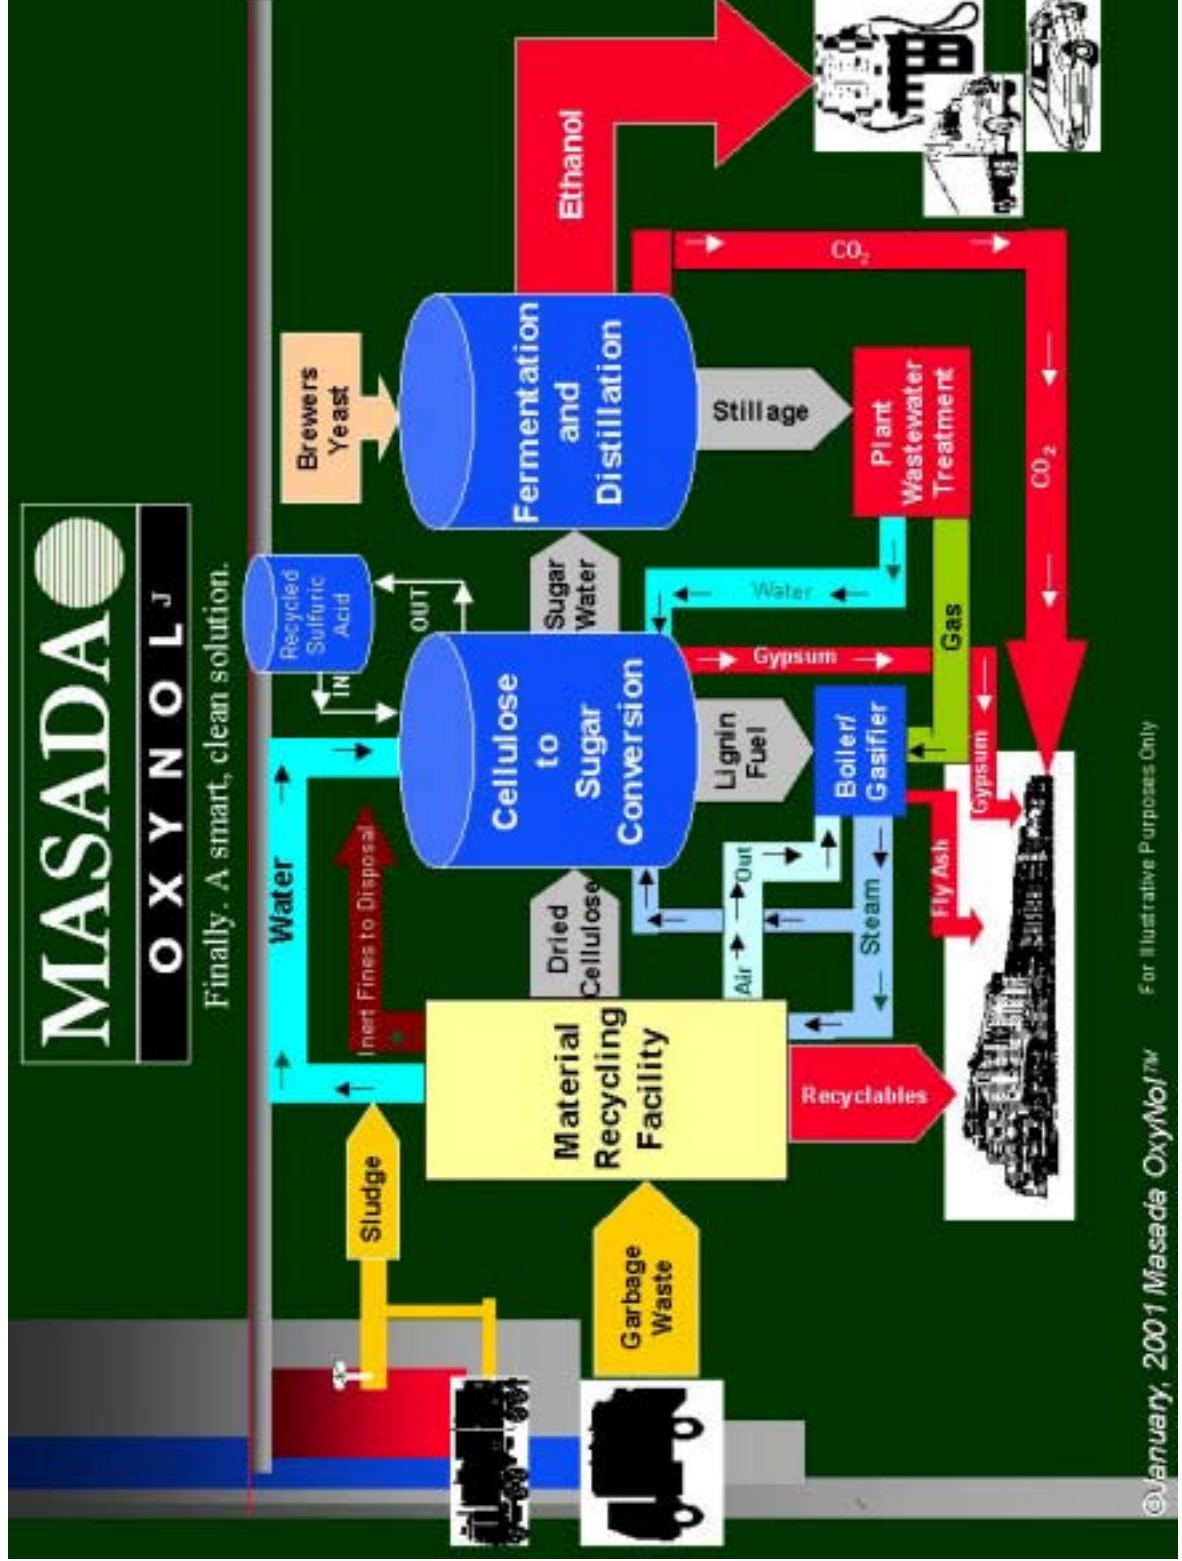 MASADA
OXYNOL J
Finally. A smart, clean solution.
Water
Inert Fines to Disposal
Sludge
Garbage
Waste
Material
Recycling
Facility
Recyclables
Dried
Cellulose
Air
Out
Steam
Cellulose
to
Sugar
Conversion
Recycled
Sulfuric
Acid
IN
OUT
Lignin
Fuel
Boiler/
Gasifier
Fly Ash
Gypsum
Gypsum
Gas
Water
Sugar
Water
Brewers
Yeast
Fermentation
and
Distillation
Stillage
Plant
Wastewater
Treatment
Ethanol
CO₂
CO₂
©January, 2001 Masada OxyNol™
For Illustrative Purposes Only